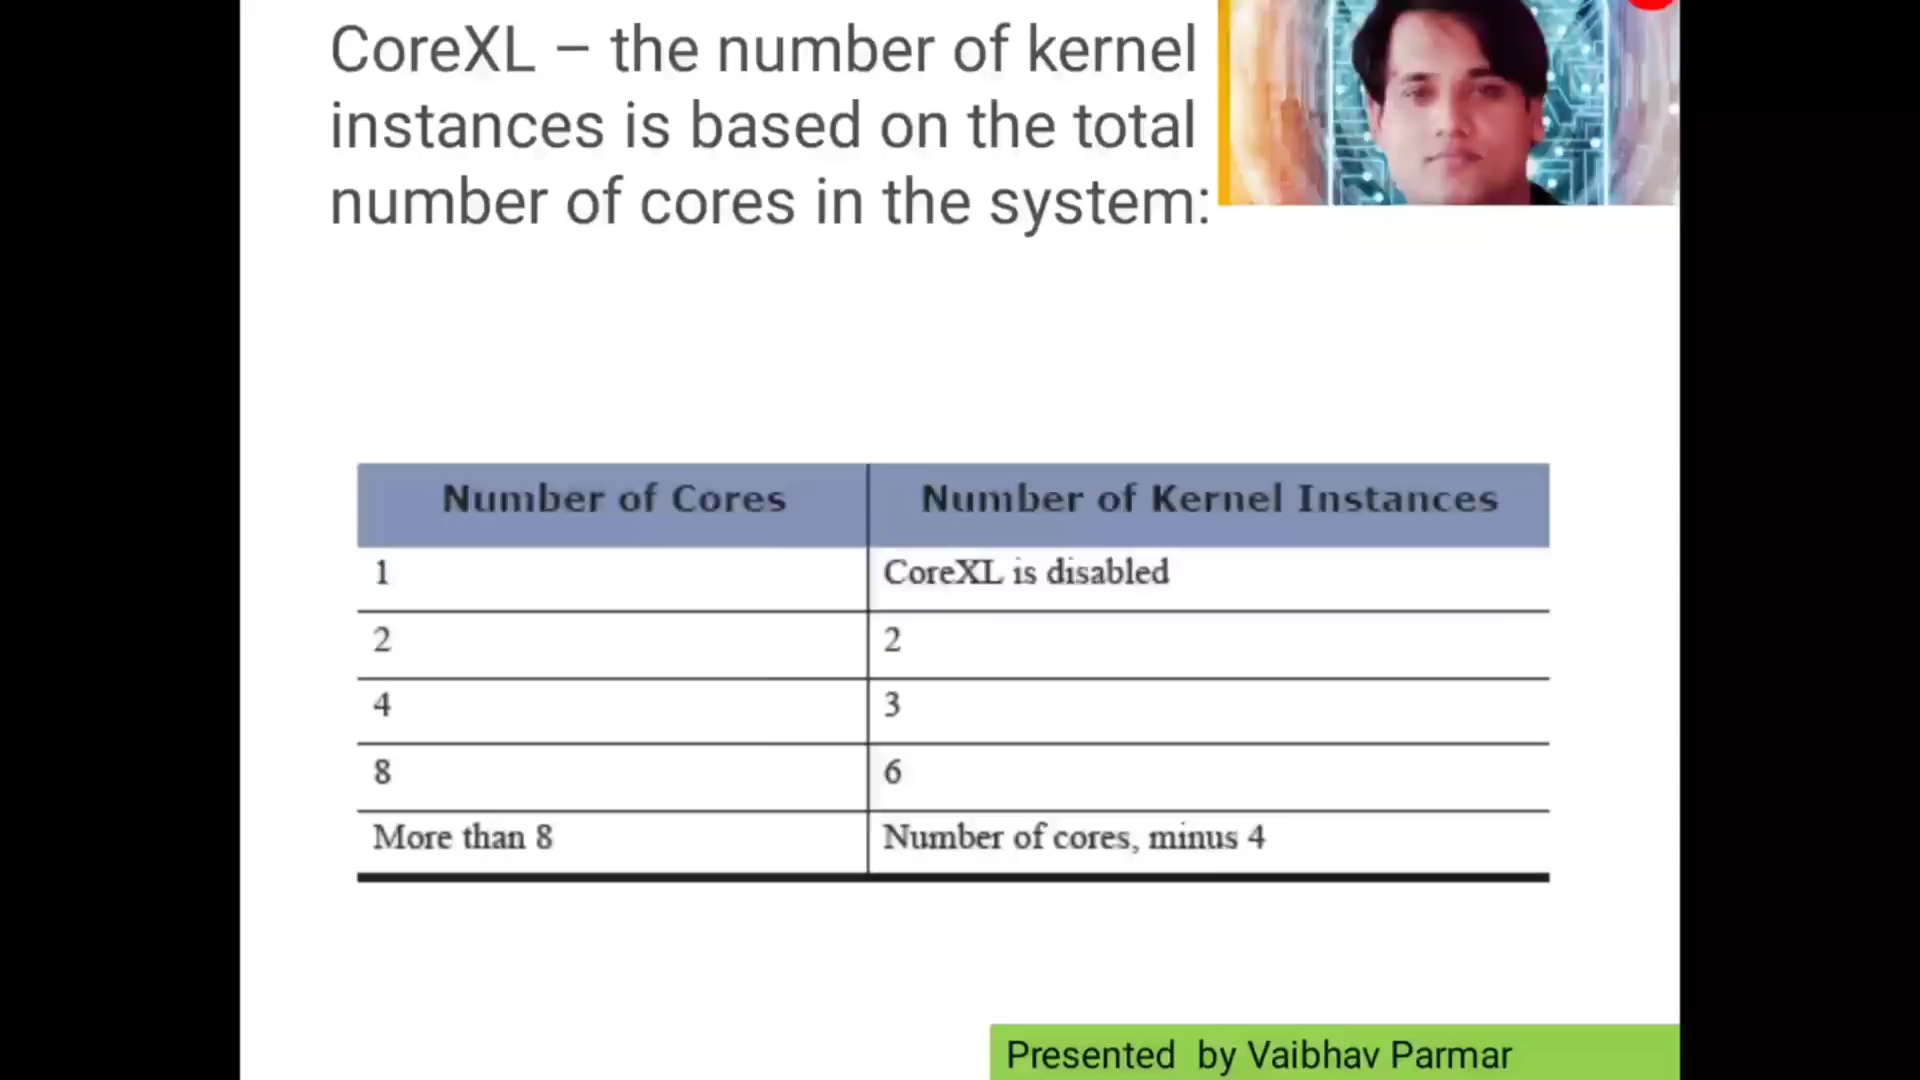 CoreXL – the number of kernel
instances is based on the total
number of cores in the system:
Number of Cores Number of Kernel Instances
1 CoreXL is disabled
2 2
4 3
8 6
More than 8 Number of cores, minus 4
Presented by Vaibhav Parmar